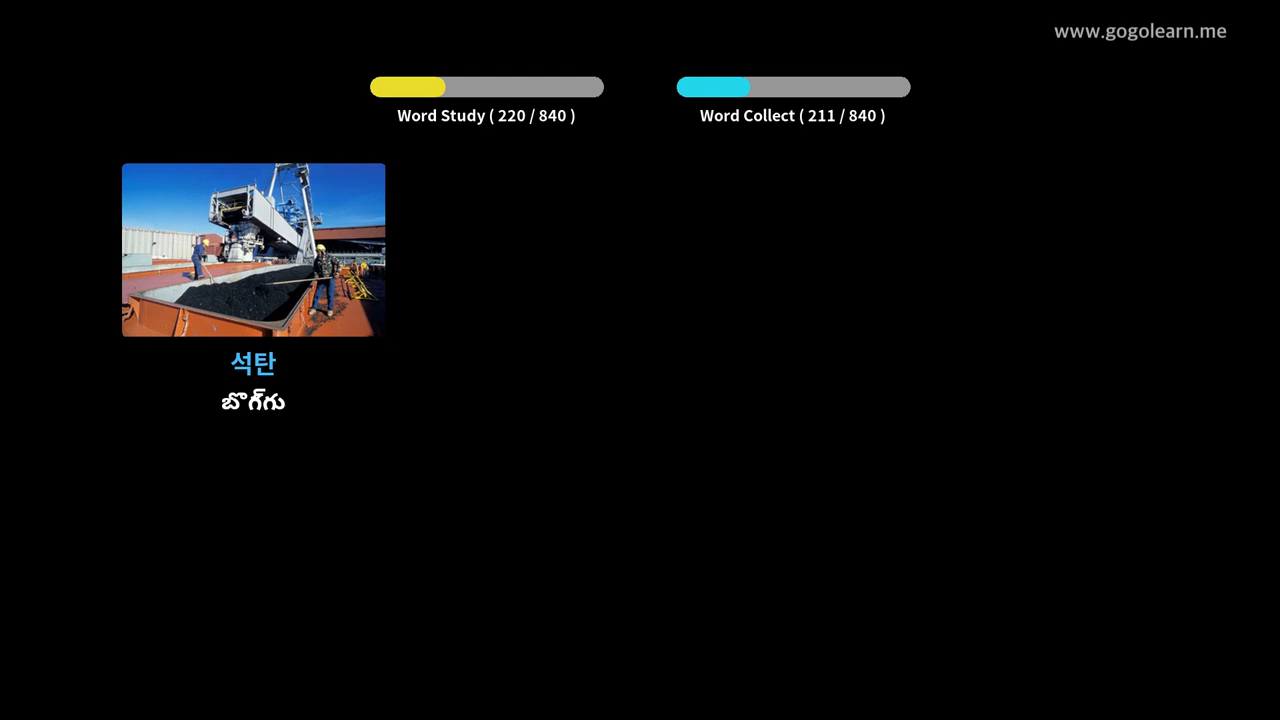 www.gogolearn.me
Word Study ( 220 / 840 )
Word Collect ( 211 / 840 )
석탄
బొగ్‌గు